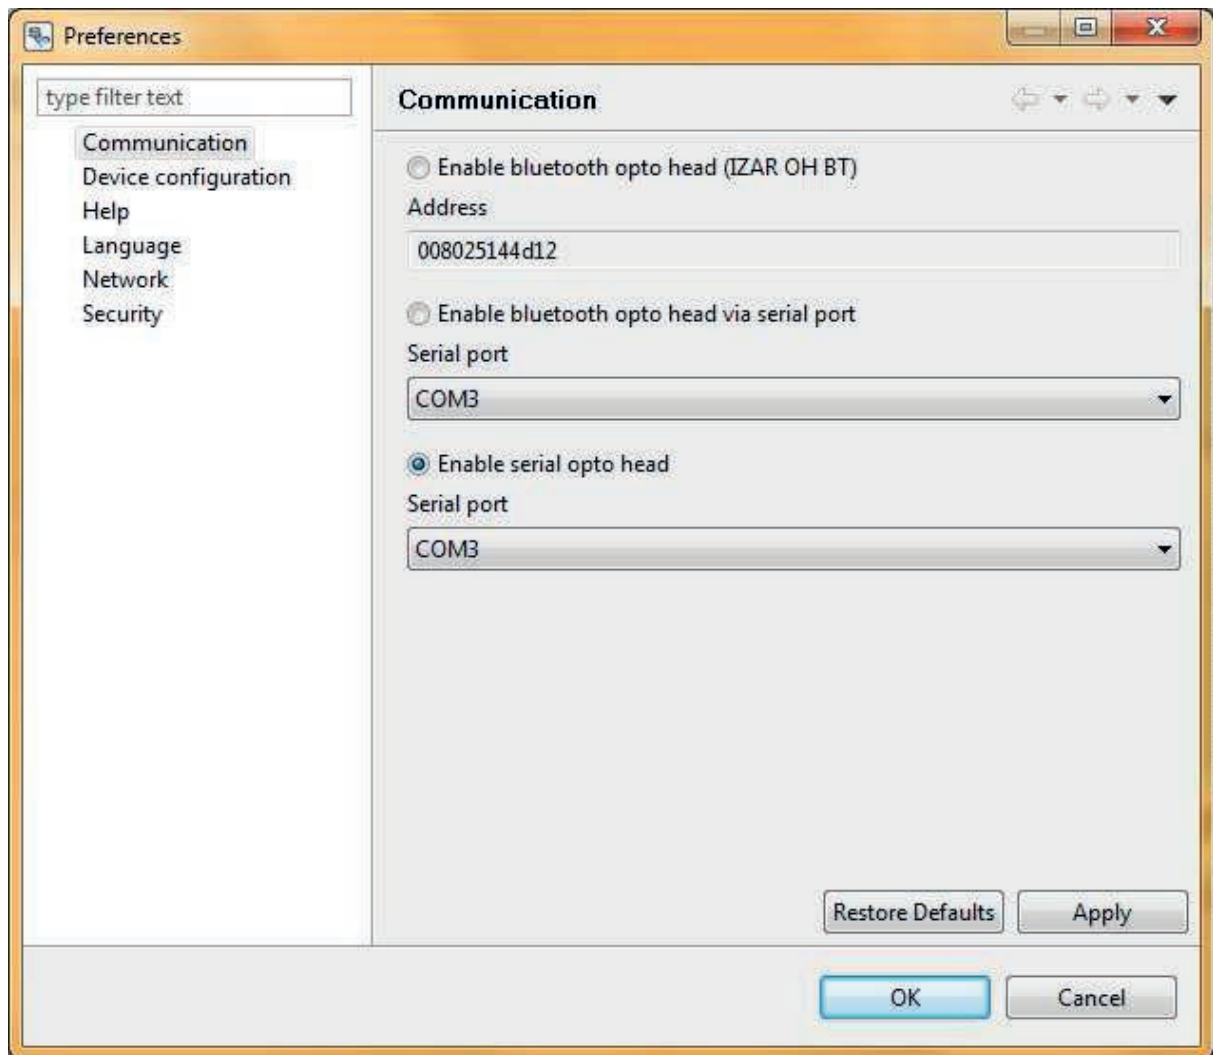 Preferences
type filter text
Communication
Device configuration
Help
Language
Network
Security
Communication
Enable bluetooth opto head (IZAR OH BT)
Address
008025144d12
Enable bluetooth opto head via serial port
Serial port
COM3
Enable serial opto head
Serial port
COM3
Restore Defaults
Apply
OK
Cancel